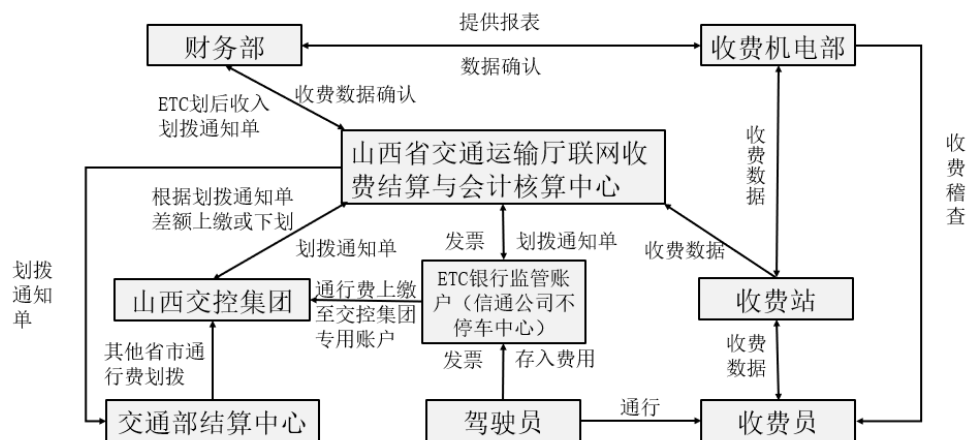 提供报表
财务部
收费机电部
数据确认
ETC划后收入
划拨通知单
收费数据确认
山西省交通运输厅联网收
费结算与会计核算中心
收费数据
收费稽查
根据划拨通知单
差额上缴或下划
划拨通知单
发票
划拨通知单
收费数据
划拨
通知
单
山西交控集团
通行费上缴
至交控集团
专用账户
ETC银行监管账
户（信通公司不
停车中心）
收费站
其他省市通
行费划拨
发票
存入费用
收费
数据
交通部结算中心
驾驶员
通行
收费员